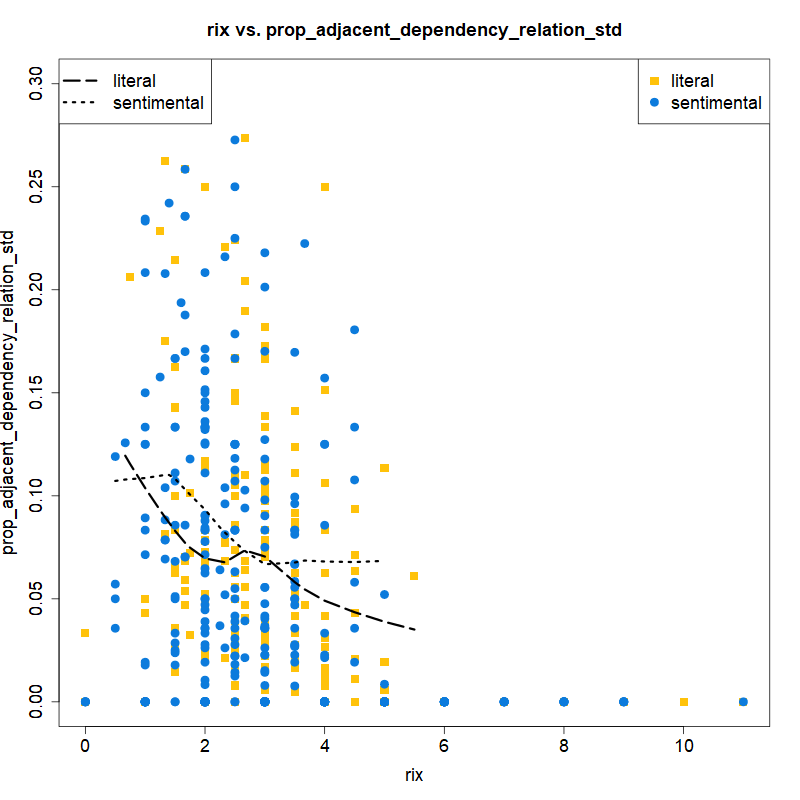 rix vs. prop_adjacent_dependency_relation_std
literal
sentimental
literal
sentimental
prop_adjacent_dependency_relation_std
0.30
0.25
0.20
0.15
0.10
0.05
0.00
0 2 4 6 8 10
rix